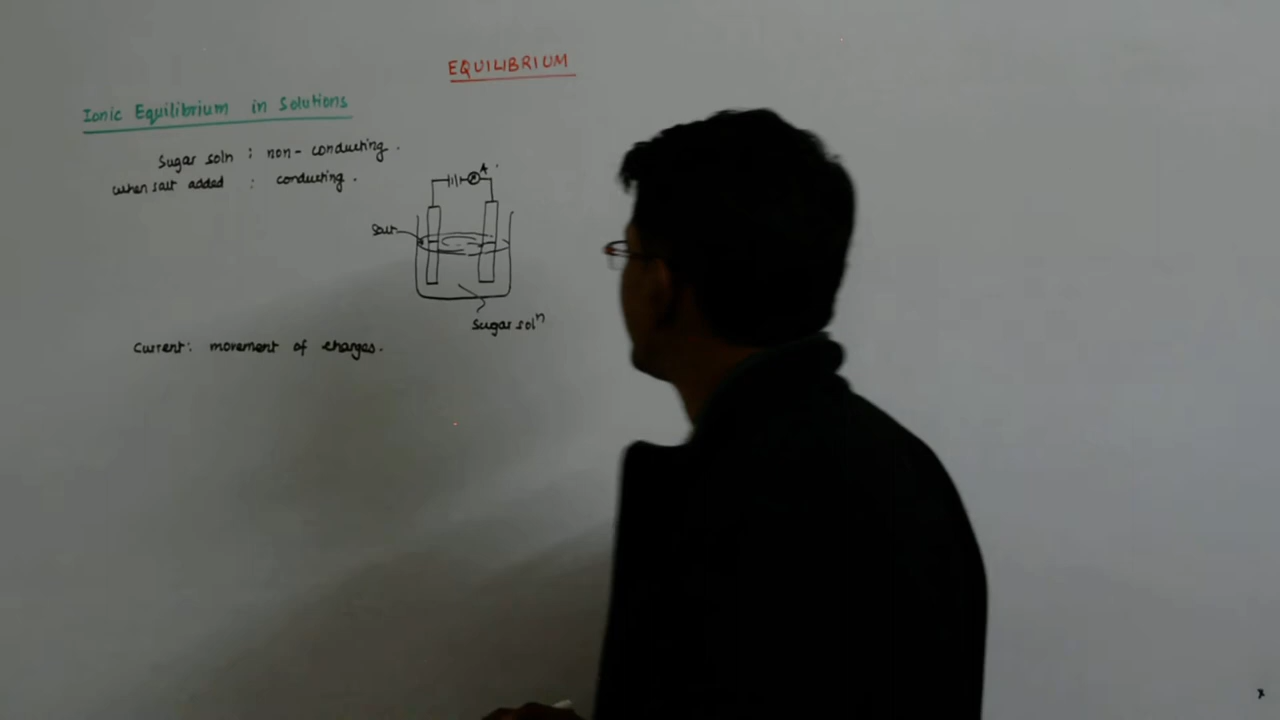 EQUILIBRIUM
Ionic Equilibrium in Solutions
Sugar soln : non-conducting.
when salt added : conducting.
A
Salt
Sugar solⁿ
Current: movement of charges.